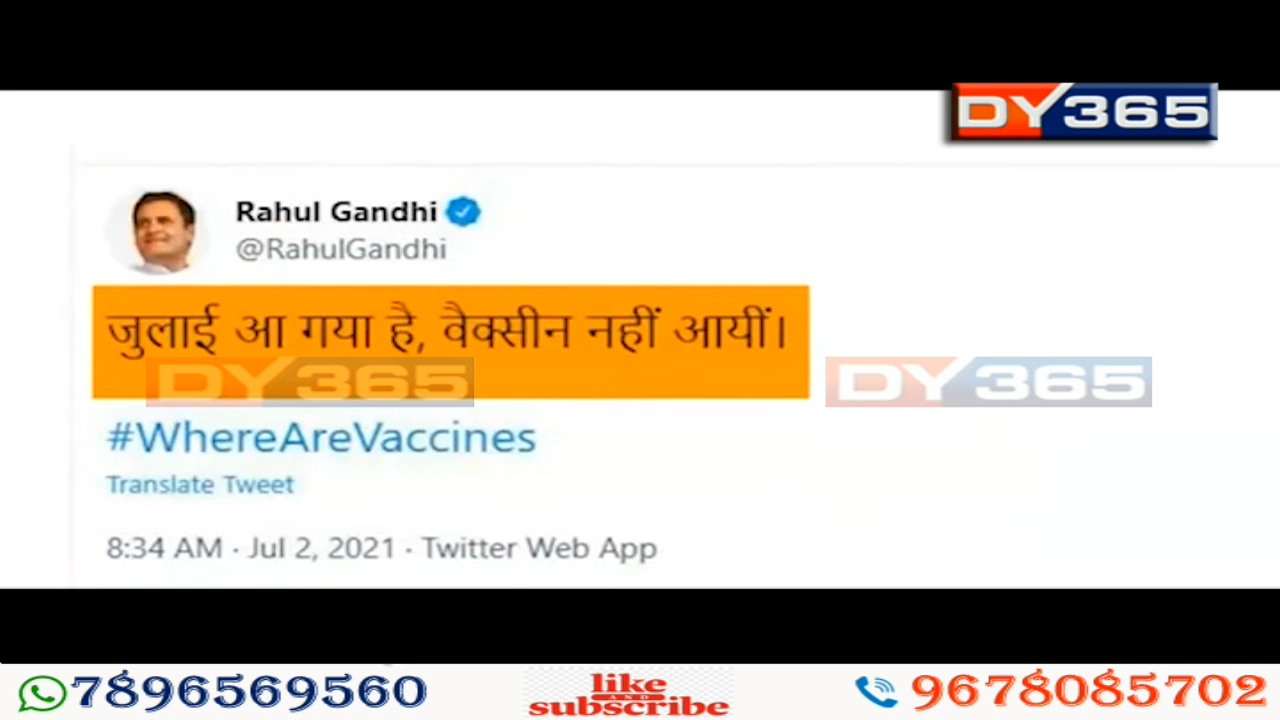 DY365
Rahul Gandhi
@RahulGandhi
जुलाई आ गया है, वैक्सीन नहीं आयीं।
DY365 DY365
#WhereAreVaccines
Translate Tweet
8:34 AM · Jul 2, 2021 · Twitter Web App
7896569560
like
AND
subscribe
9678085702